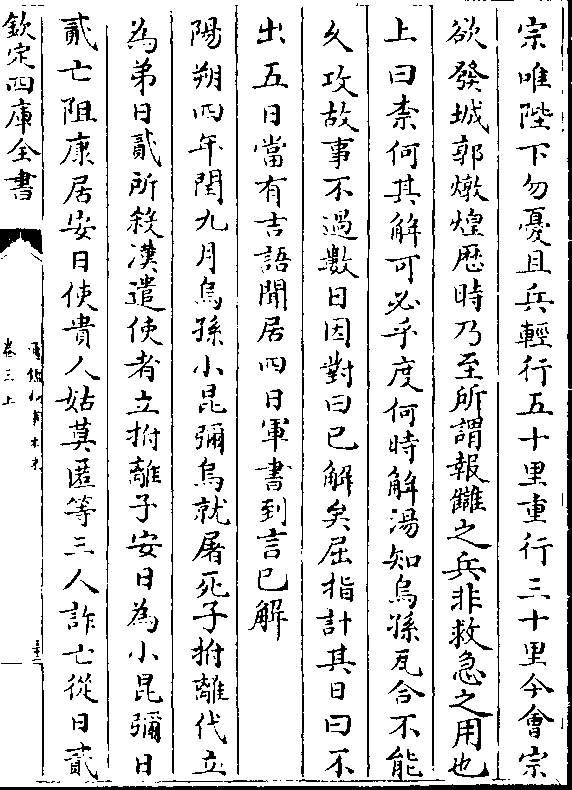 宗唯陛下勿憂且兵輕行五十里重行三十里今會宗
欲發城郭燉煌歴時乃至所謂報讎之兵非救急之用也
上曰柰何其解可必乎度何時解湯知烏孫瓦合不能
久攻故事不過數日因對曰已解矣屈指計其日曰不
出五日當有吉語聞居四日軍書到言已解
陽朔四年閏九月烏孫小昆彌烏就屠死子拊離代立
為弟日貳所殺漢遣使者立拊離子安日為小昆彌日
貳亡阻康居安日使貴人姑莫匿等三人詐亡從日貳
欽定四庫全書
通鑑紀事本末
卷三上